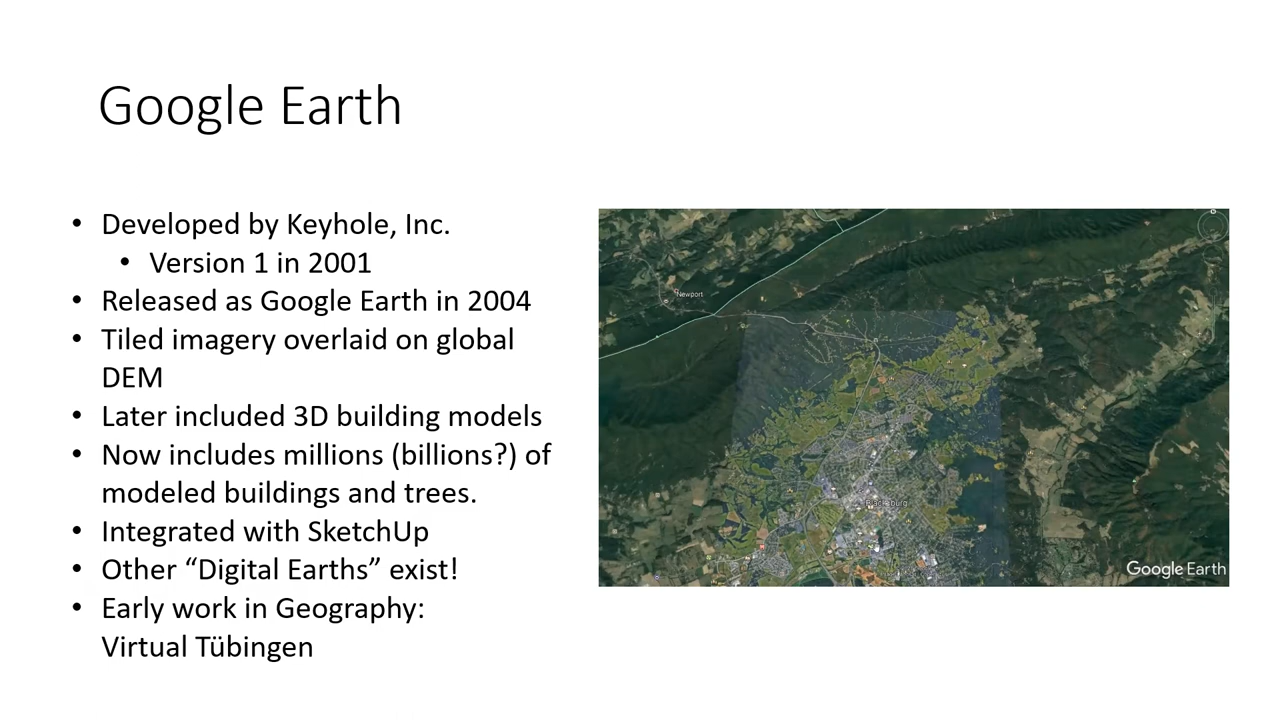 Google Earth
• Developed by Keyhole, Inc.
• Version 1 in 2001
• Released as Google Earth in 2004
• Tiled imagery overlaid on global
DEM
• Later included 3D building models
• Now includes millions (billions?) of
modeled buildings and trees.
• Integrated with SketchUp
• Other “Digital Earths” exist!
• Early work in Geography:
Virtual Tübingen
Newport
Blacksburg
Google Earth